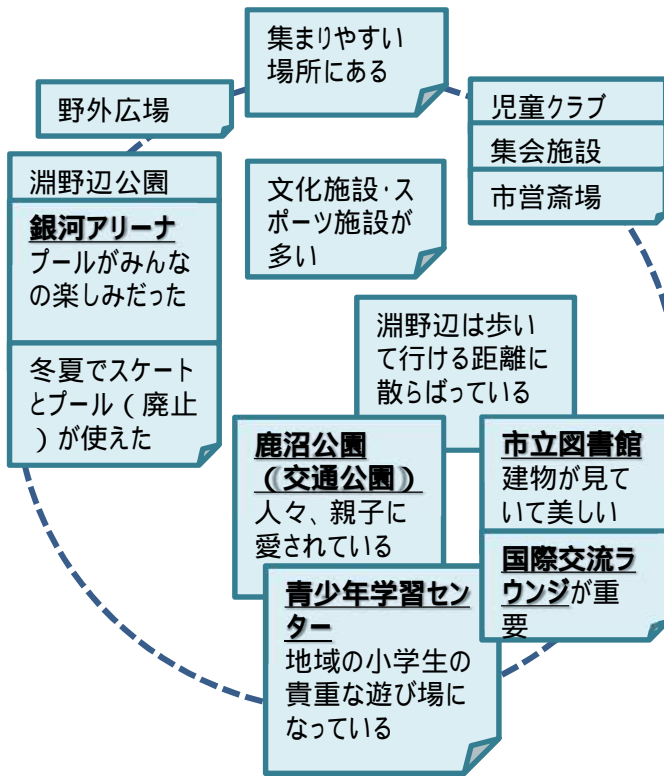 集まりやすい
場所にある
野外広場
児童クラブ
集会施設
市営斎場
淵野辺公園
銀河アリーナ
プールがみんな
の楽しみだった
冬夏でスケート
とプール（廃止
）が使えた
文化施設・ス
ポーツ施設が
多い
淵野辺は歩い
て行ける距離に
散らばっている
鹿沼公園
（交通公園）
人々、親子に
愛されている
市立図書館
建物が見て
いて美しい
国際交流ラ
ウンジが重
要
青少年学習セン
ター
地域の小学生の
貴重な遊び場に
なっている